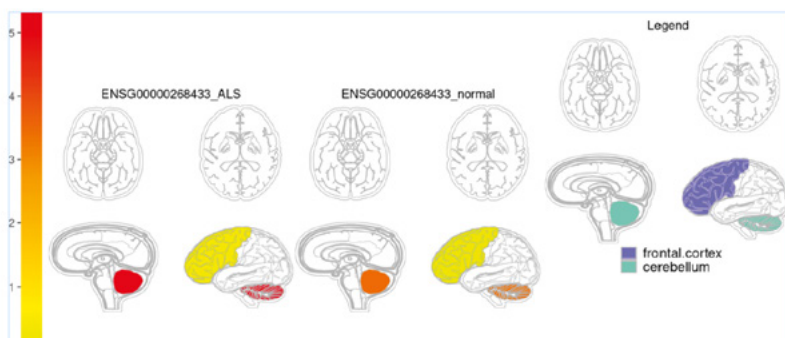 5
4
3
2
1
ENSG00000268433_ALS
ENSG00000268433_normal
Legend
frontal.cortex
cerebellum